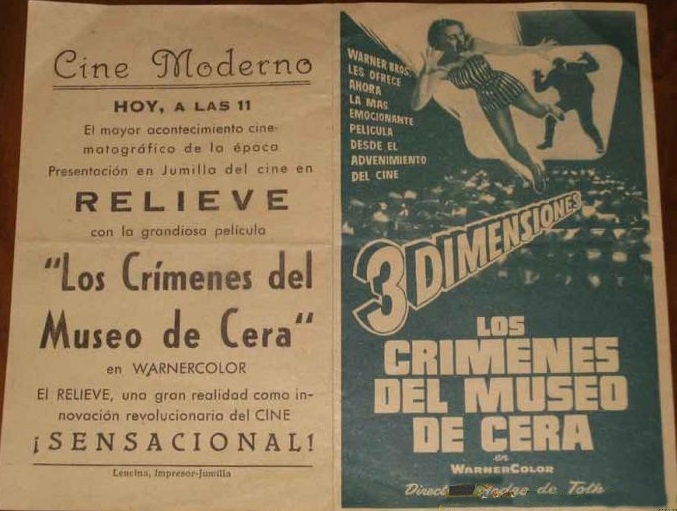 Cine Moderno
HOY, A LAS 11
El mayor acontecimiento cine-
matográfico de la época
Presentación en Jumilla del cine en
RELIEVE
con la grandiosa película
"Los Crímenes del
Museo de Cera"
en WARNERCOLOR
El RELIEVE, una gran realidad como in-
novación revolucionaria del CINE
¡SENSACIONAL!
Lencina, Impresor-Jumilla
WARNER BROS.
LES OFRECE
AHORA
LA MAS
EMOCIONANTE
PELICULA
DESDE EL
ADVENIMIENTO
DEL CINE
3 DIMENSIONES
LOS
CRIMENES
DEL MUSEO
DE CERA
en
WARNERCOLOR
de Toth